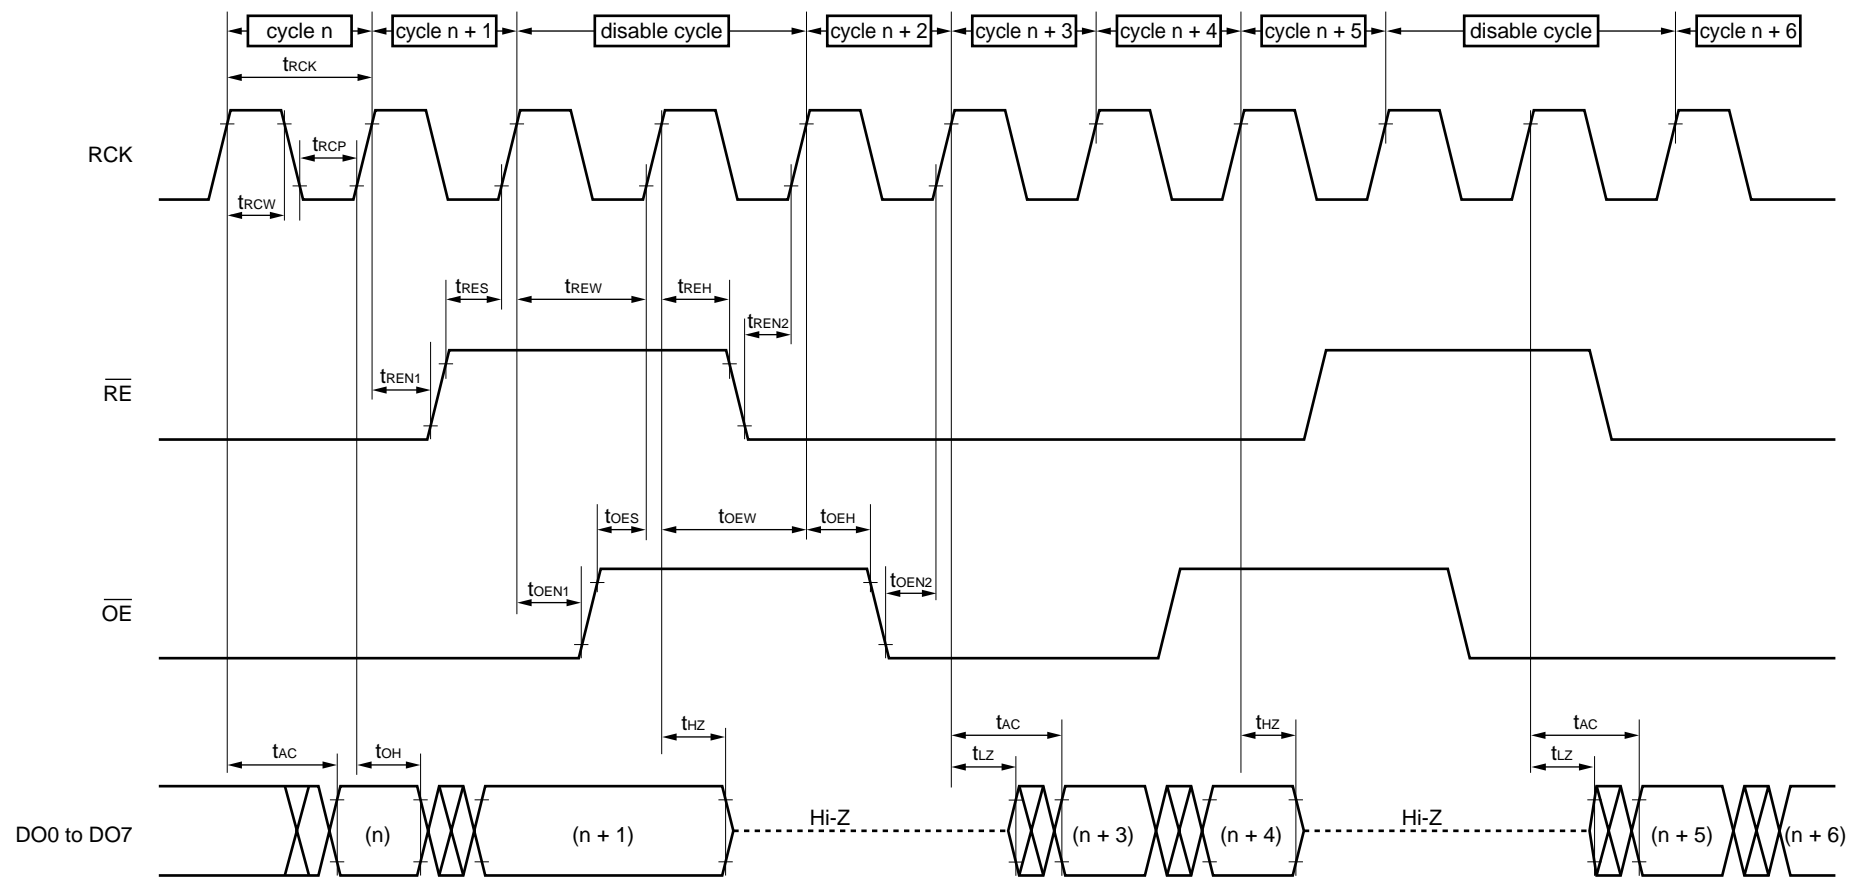 cycle n cycle n + 1 disable cycle cycle n + 2 cycle n + 3 cycle n + 4 cycle n + 5 disable cycle cycle n + 6
tRCK
RCK
tRCP
tRCW
tRES tREW tREH
tREN2
tREN1
RE
tOES tOEW tOEH
tOEN1 tOEN2
OE
tHZ tAC tHZ tAC
tAC tOH tLZ tLZ
Hi-Z Hi-Z
DO0 to DO7 (n) (n + 1) (n + 3) (n + 4) (n + 5) (n + 6)